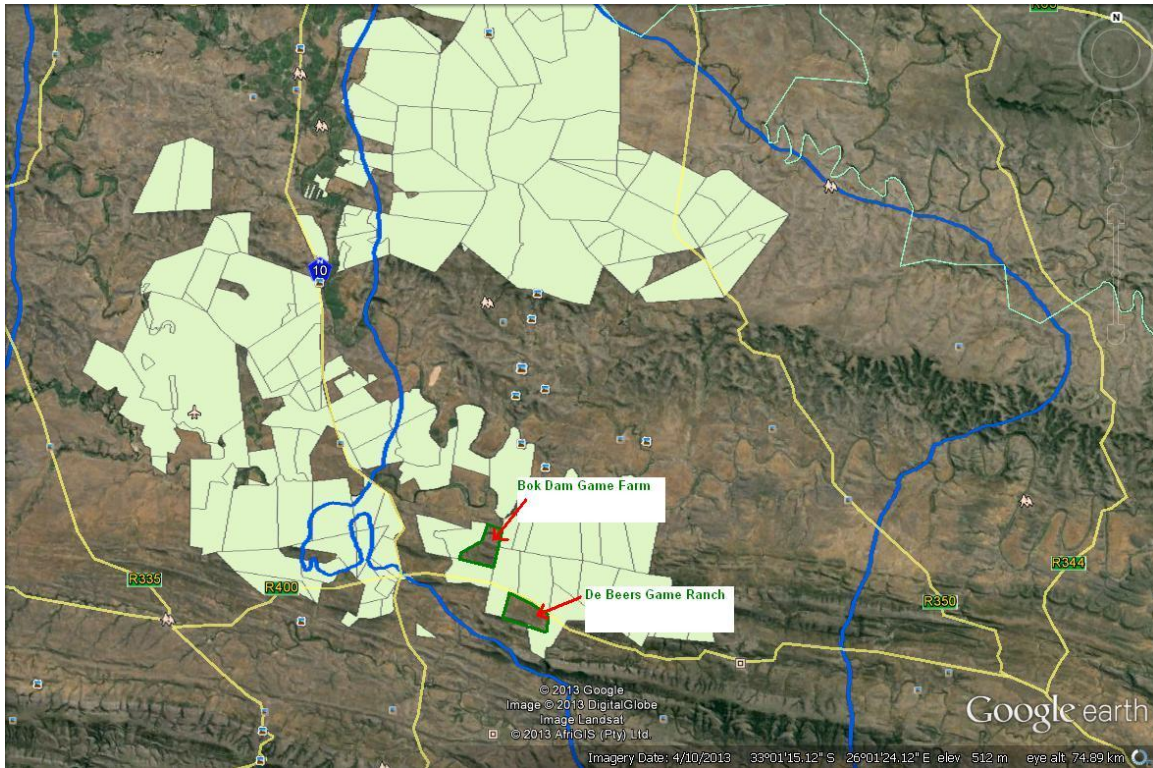 N
10
Bok Dam Game Farm
R335
R400
De Beers Game Ranch
R344
R350
© 2013 Google
Image © 2013 DigitalGlobe
Image Landsat
© 2013 AfriGIS (Pty) Ltd.
Google earth
Imagery Date: 4/10/2013 33°01'15.12" S 26°01'24.12" E elev 512 m eye alt 74.89 km